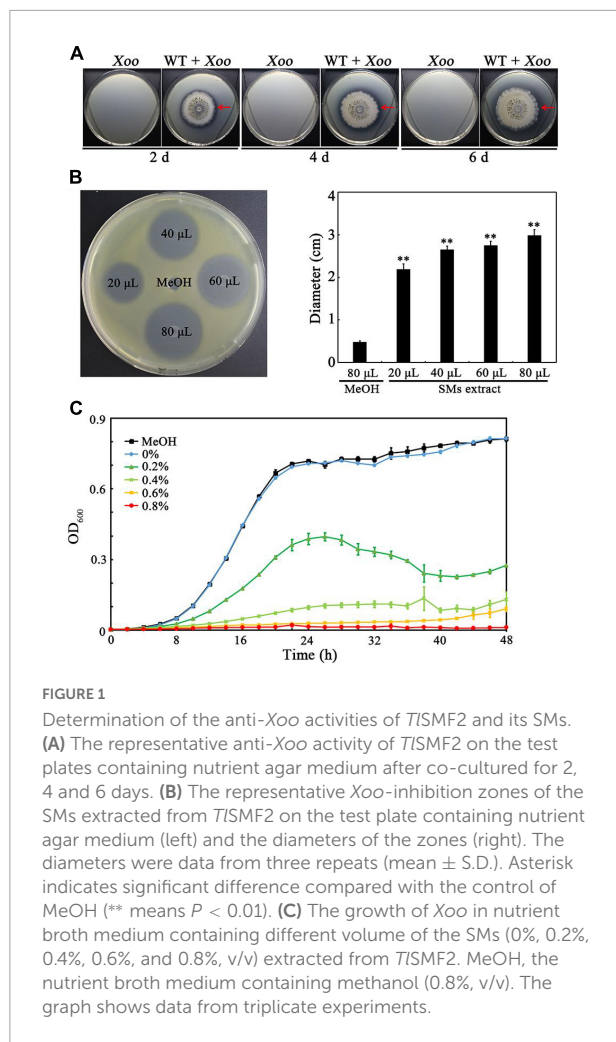 A
Xoo WT + Xoo Xoo WT + Xoo Xoo WT + Xoo
2 d 4 d 6 d
B
40 μL
20 μL MeOH 60 μL
80 μL
Diameter (cm)
4
3
2
1
0
** ** ** **
80 μL 20 μL 40 μL 60 μL 80 μL
MeOH SMs extract
C
OD600
0.9
0.6
0.3
0
MeOH
0%
0.2%
0.4%
0.6%
0.8%
0 8 16 24 32 40 48
Time (h)
FIGURE 1
Determination of the anti-Xoo activities of TlSMF2 and its SMs.
(A) The representative anti-Xoo activity of TlSMF2 on the test
plates containing nutrient agar medium after co-cultured for 2,
4 and 6 days. (B) The representative Xoo-inhibition zones of the
SMs extracted from TlSMF2 on the test plate containing nutrient
agar medium (left) and the diameters of the zones (right). The
diameters were data from three repeats (mean ± S.D.). Asterisk
indicates significant difference compared with the control of
MeOH (** means P < 0.01). (C) The growth of Xoo in nutrient
broth medium containing different volume of the SMs (0%, 0.2%,
0.4%, 0.6%, and 0.8%, v/v) extracted from TlSMF2. MeOH, the
nutrient broth medium containing methanol (0.8%, v/v). The
graph shows data from triplicate experiments.